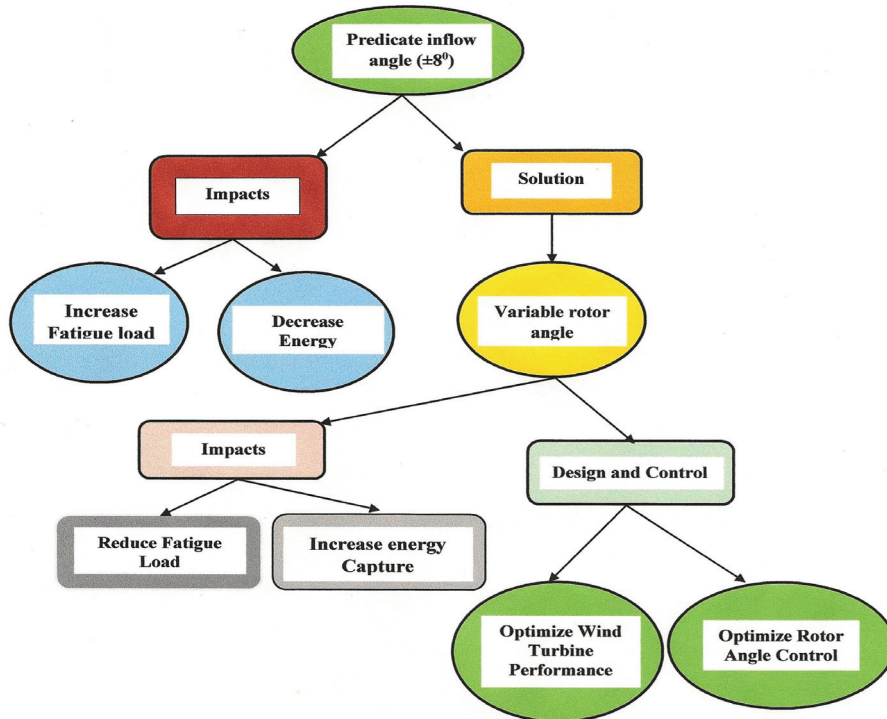 Predicate inflow
angle (±8⁰)
Impacts
Solution
Increase
Fatigue load
Decrease
Energy
Variable rotor
angle
Impacts
Design and Control
Reduce Fatigue
Load
Increase energy
Capture
Optimize Wind
Turbine
Performance
Optimize Rotor
Angle Control